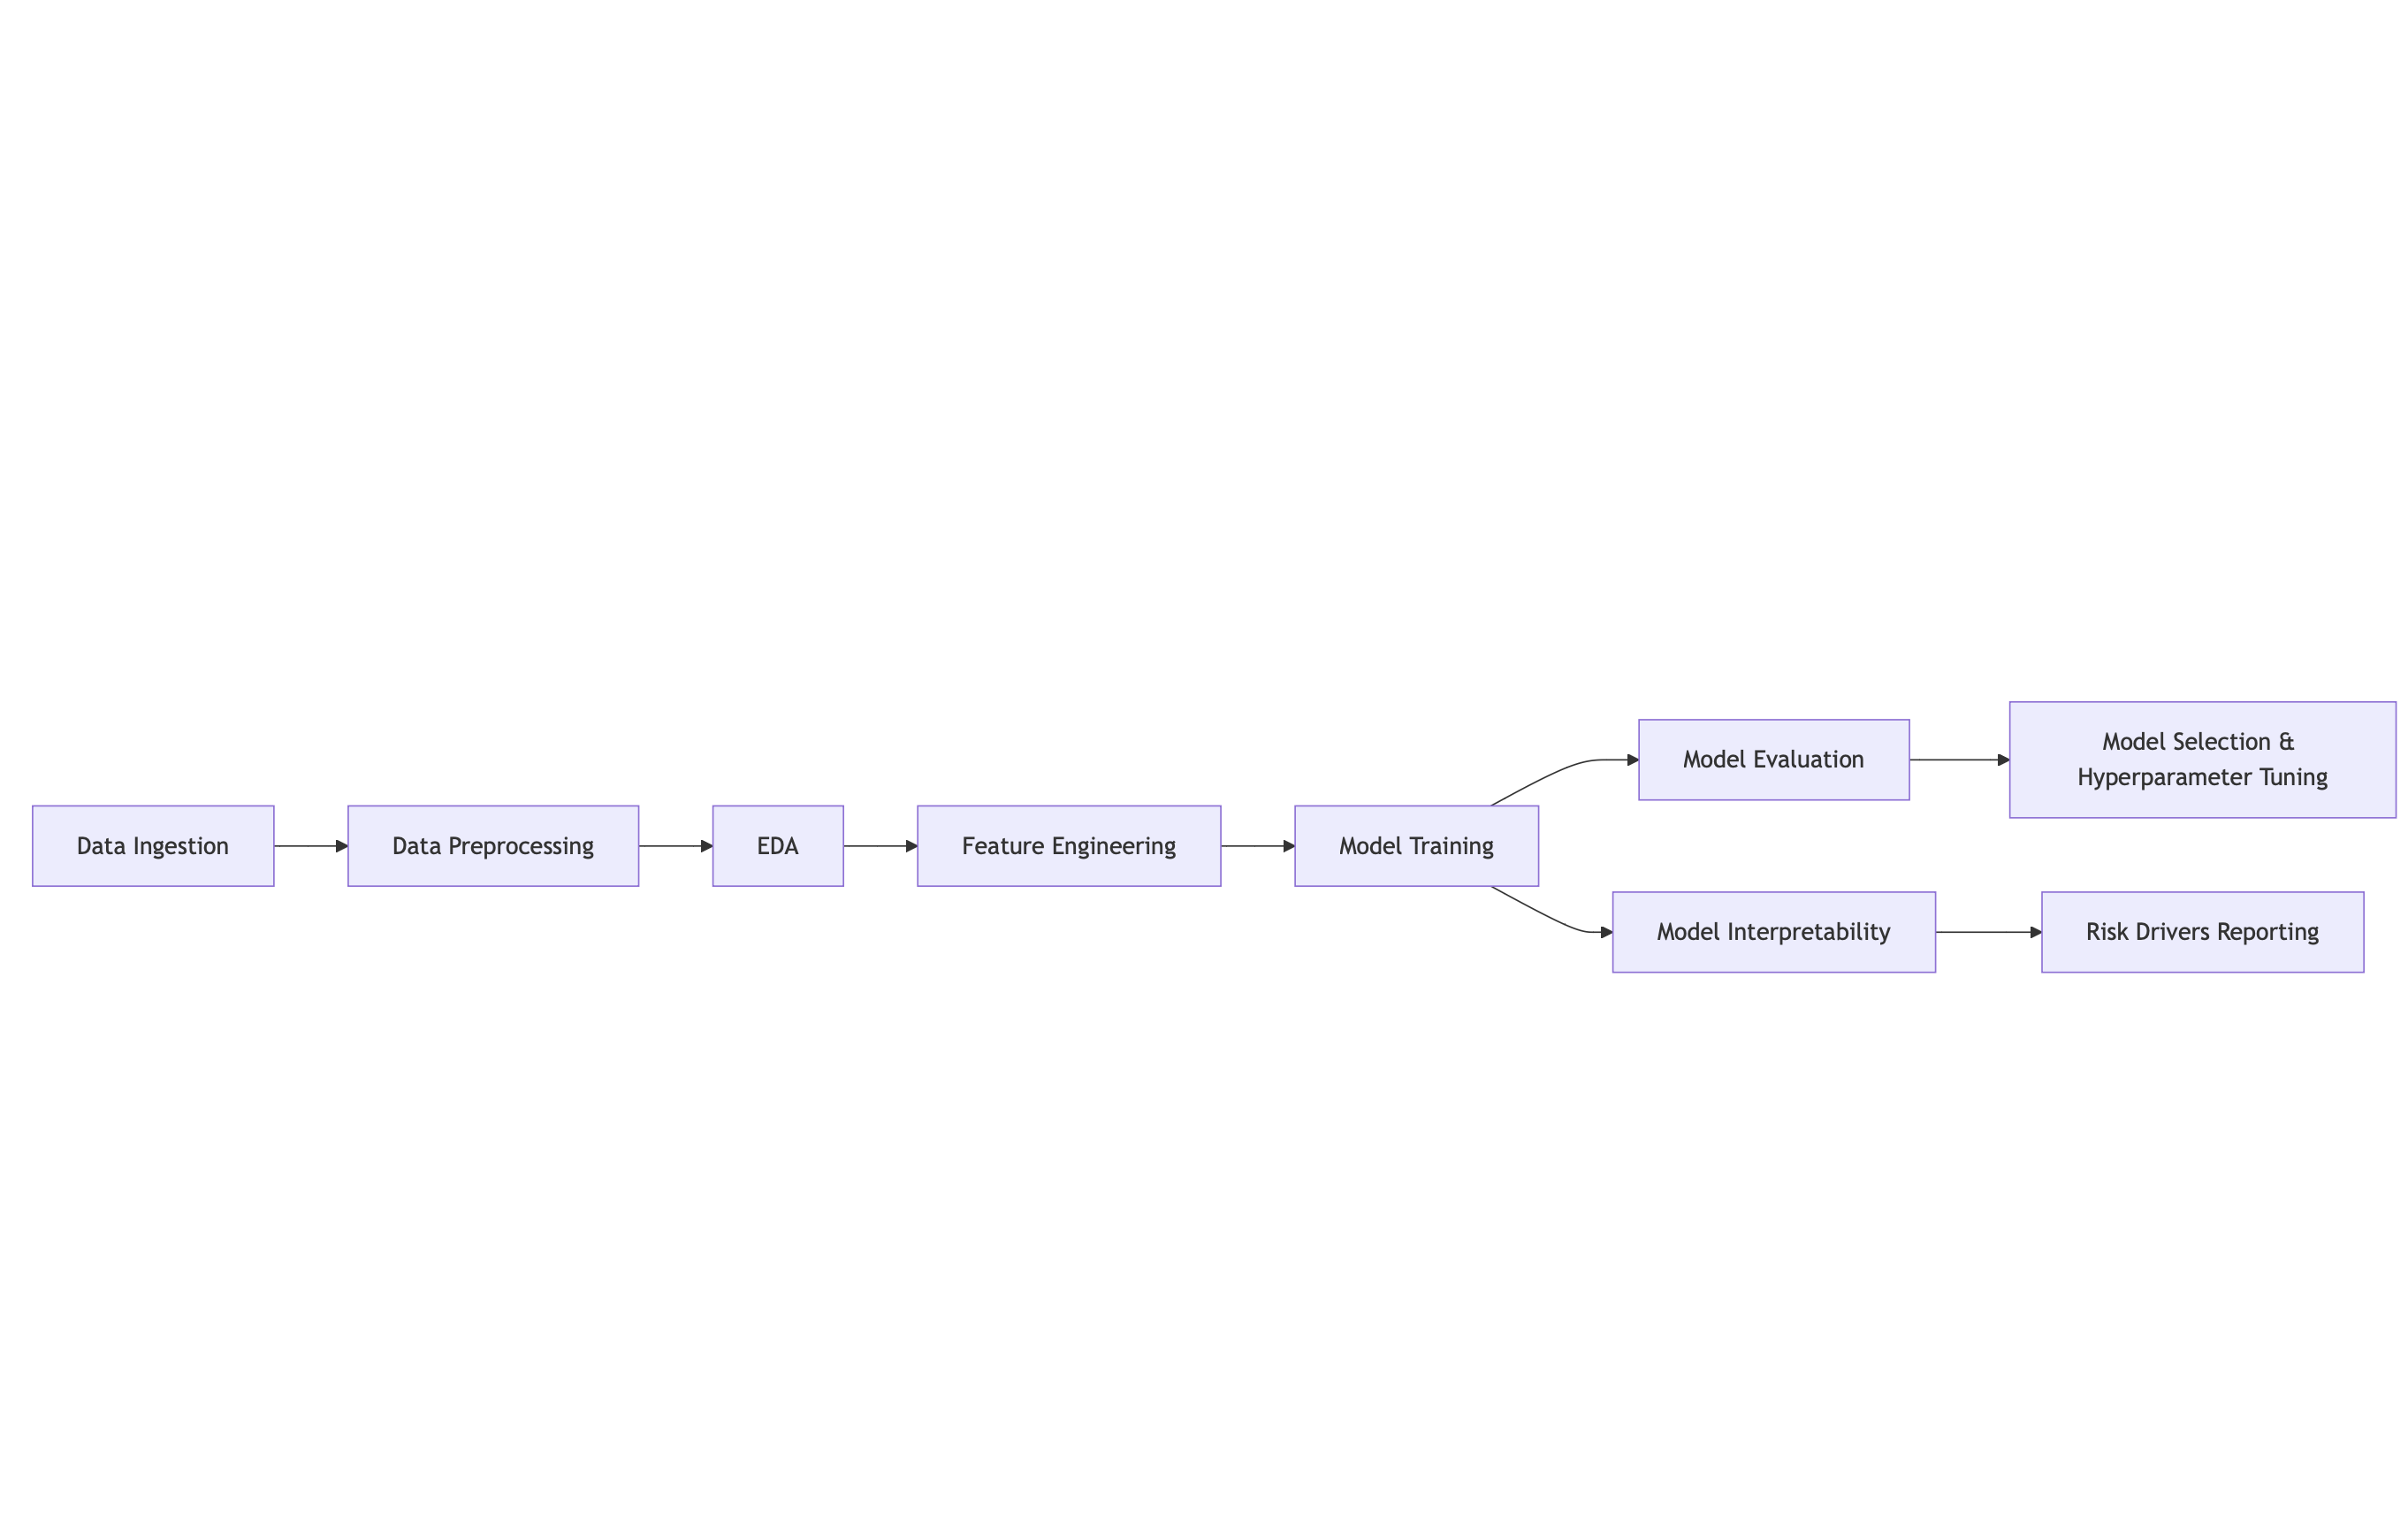 Data Ingestion
Data Preprocessing
EDA
Feature Engineering
Model Training
Model Evaluation
Model Selection &
Hyperparameter Tuning
Model Interpretability
Risk Drivers Reporting